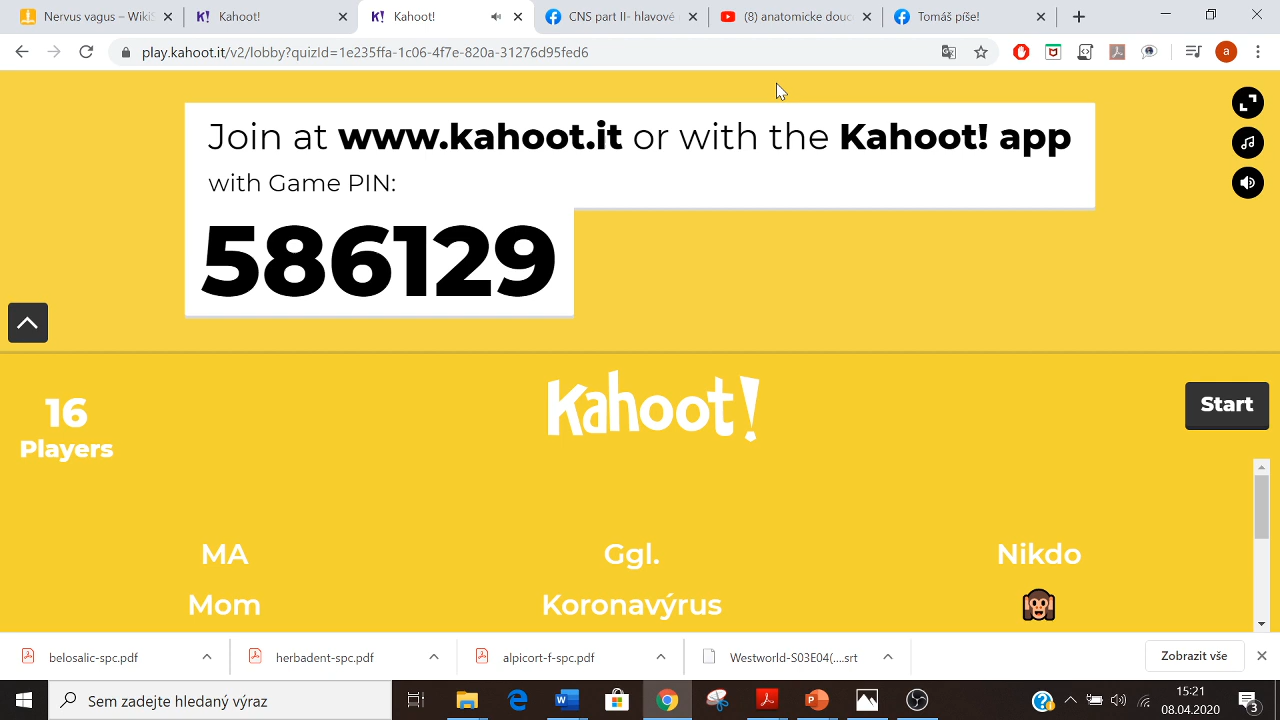 Nervus vagus – WikiS
Kahoot!
Kahoot!
CNS part II- hlavové
(8) anatomicke douc
Tomáš píše!
play.kahoot.it/v2/lobby?quizId=1e235ffa-1c06-4f7e-820a-31276d95fed6
a
Join at www.kahoot.it or with the Kahoot! app
with Game PIN:
586129
16
Players
Kahoot!
Start
MA
Ggl.
Nikdo
Mom
Koronavýrus
belosalic-spc.pdf
herbadent-spc.pdf
alpicort-f-spc.pdf
Westworld-S03E04(....srt
Zobrazit vše
Sem zadejte hledaný výraz
15:21
08.04.2020
3